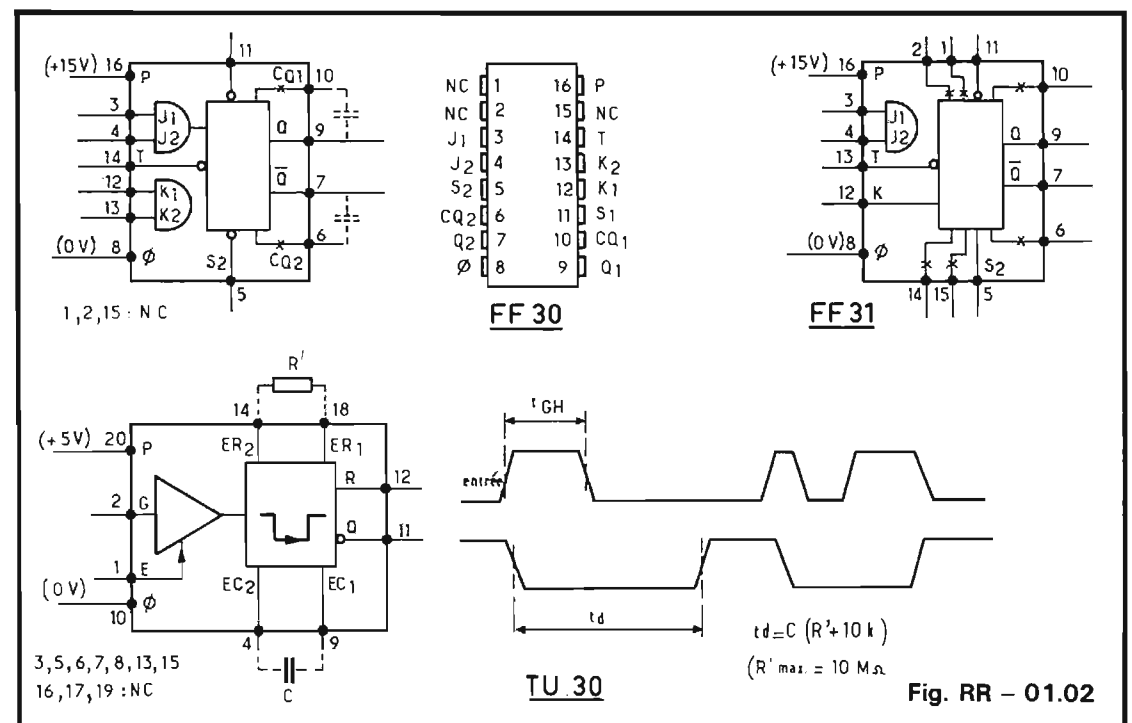 (+15V) 16 P
11
CQ1 10
3 J1
4 J2
Q 9
14 T
12 K1
Q 7
13 K2
6
(0V) 8 Ø
S2 CQ2
5
1,2,15 : NC
NC 1 16 P
NC 2 15 NC
J1 3 14 T
J2 4 13 K2
S2 5 12 K1
CQ2 6 11 S1
Q2 7 10 CQ1
Ø 8 9 Q1
FF 30
2 1 11
(+15V) 16 P
10
3 J1
4 J2
Q 9
13 T
Q 7
12 K
6
(0V) 8 Ø
S2
14 15 5
FF 31
R'
14 18
(+5V) 20 P
ER2 ER1
R 12
2 G
Q 11
1 E
EC2 EC1
(0V) 10 Ø
4 9
C
3,5,6,7,8,13,15
16,17,19 : NC
t GH
entrée
td
td=C (R'+10 k)
(R' max. = 10 MΩ
TU.30
Fig. RR – 01.02